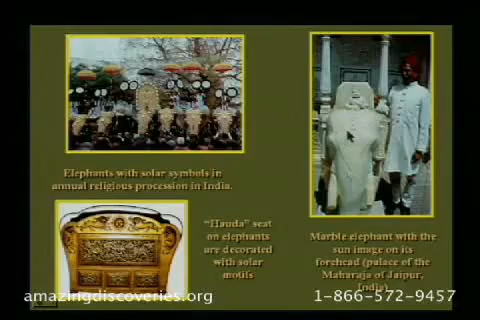 Elephants with solar symbols in
annual religious procession in India.
“Hauda” seat
on elephants
are decorated
with solar
motifs
Marble elephant with the
sun image on its
forehead (palace of the
Maharaja of Jaipur,
India)
amazingdiscoveries.org
1-866-572-9457